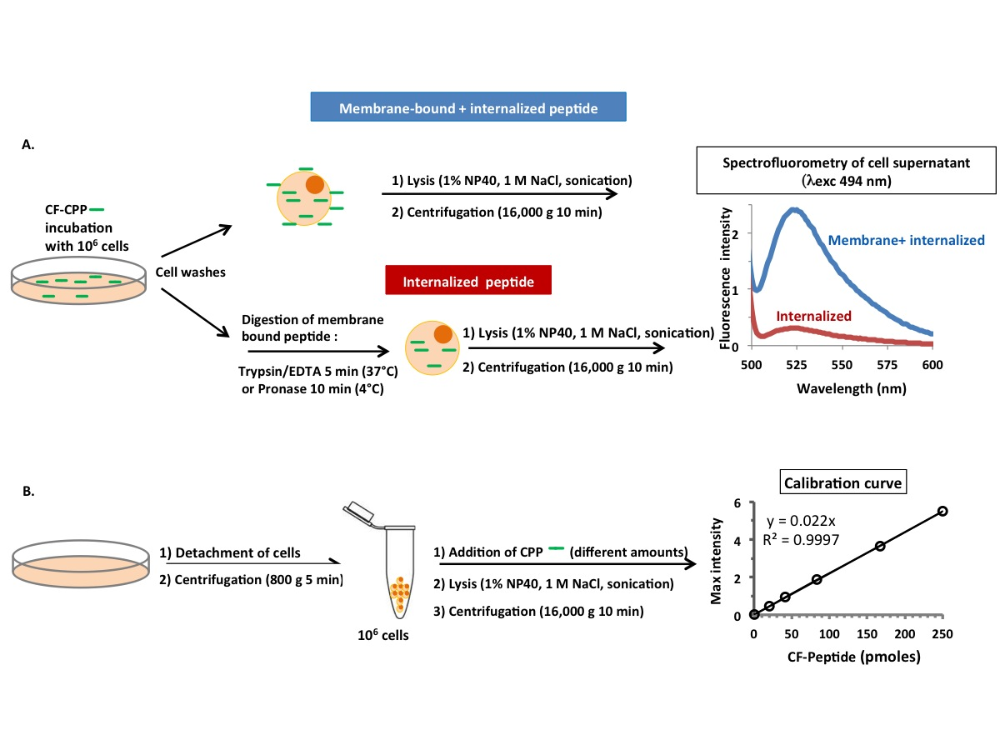 Membrane-bound + internalized peptide
A.
Spectrofluorometry of cell supernatant
(λexc 494 nm)
CF-CPP
incubation
with 10⁶ cells
1) Lysis (1% NP40, 1 M NaCl, sonication)
2) Centrifugation (16,000 g 10 min)
Cell washes
Internalized peptide
Digestion of membrane
bound peptide :
Trypsin/EDTA 5 min (37°C)
or Pronase 10 min (4°C)
1) Lysis (1% NP40, 1 M NaCl, sonication)
2) Centrifugation (16,000 g 10 min)
Fluorescence intensity
2
1
0
Membrane+ internalized
Internalized
500 525 550 575 600
Wavelength (nm)
B.
1) Detachment of cells
2) Centrifugation (800 g 5 min)
10⁶ cells
1) Addition of CPP (different amounts)
2) Lysis (1% NP40, 1 M NaCl, sonication)
3) Centrifugation (16,000 g 10 min)
Calibration curve
Max intensity
6
4
2
0
y = 0.022x
R² = 0.9997
0 50 100 150 200 250
CF-Peptide (pmoles)